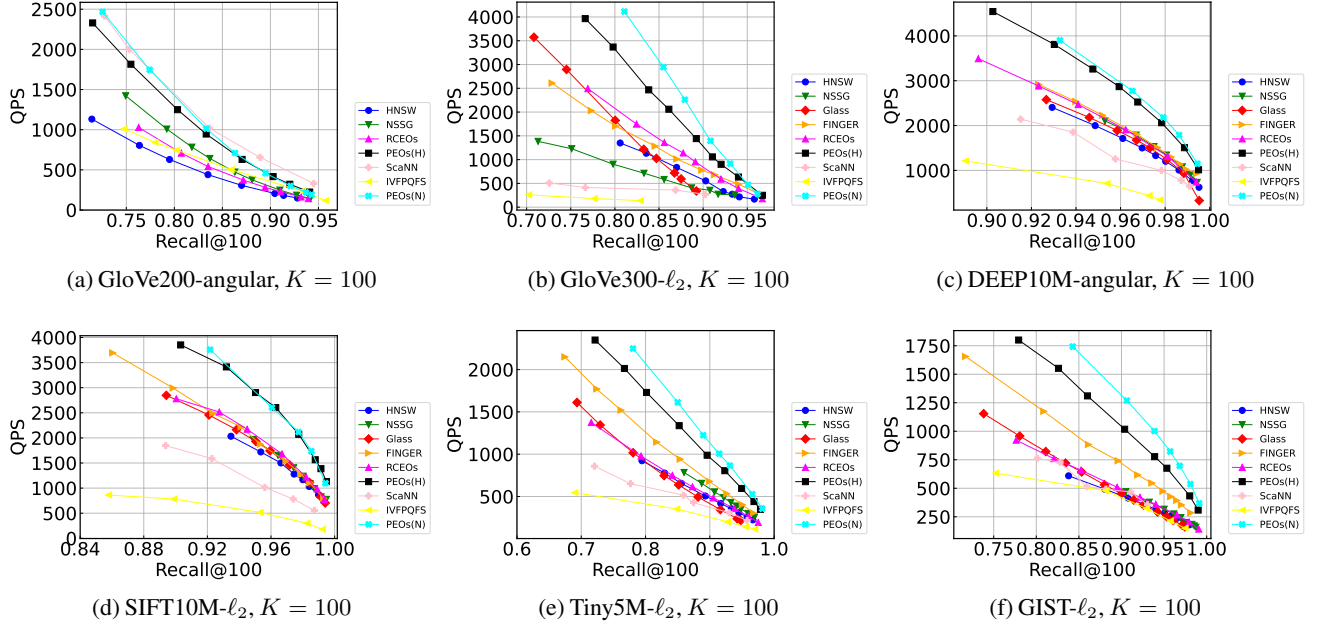 2500
2000
1500
1000
500
0
QPS
0.75 0.80 0.85 0.90 0.95
Recall@100
HNSW
NSSG
Glass
FINGER
RCEOs
PEOs(H)
ScaNN
IVFPQFS
PEOs(N)
(a) GloVe200-angular, K = 100
4000
3500
3000
2500
2000
1500
1000
500
0
QPS
0.70 0.75 0.80 0.85 0.90 0.95
Recall@100
HNSW
NSSG
Glass
FINGER
RCEOs
PEOs(H)
ScaNN
IVFPQFS
PEOs(N)
(b) GloVe300-ℓ₂, K = 100
4000
3000
2000
1000
0
QPS
0.90 0.92 0.94 0.96 0.98 1.00
Recall@100
HNSW
NSSG
Glass
FINGER
RCEOs
PEOs(H)
ScaNN
IVFPQFS
PEOs(N)
(c) DEEP10M-angular, K = 100
4000
3500
3000
2500
2000
1500
1000
500
0
QPS
0.84 0.88 0.92 0.96 1.00
Recall@100
HNSW
NSSG
Glass
FINGER
RCEOs
PEOs(H)
ScaNN
IVFPQFS
PEOs(N)
(d) SIFT10M-ℓ₂, K = 100
2000
1500
1000
500
QPS
0.6 0.7 0.8 0.9 1.0
Recall@100
HNSW
NSSG
Glass
FINGER
RCEOs
PEOs(H)
ScaNN
IVFPQFS
PEOs(N)
(e) Tiny5M-ℓ₂, K = 100
1750
1500
1250
1000
750
500
250
QPS
0.75 0.80 0.85 0.90 0.95 1.00
Recall@100
HNSW
NSSG
Glass
FINGER
RCEOs
PEOs(H)
ScaNN
IVFPQFS
PEOs(N)
(f) GIST-ℓ₂, K = 100